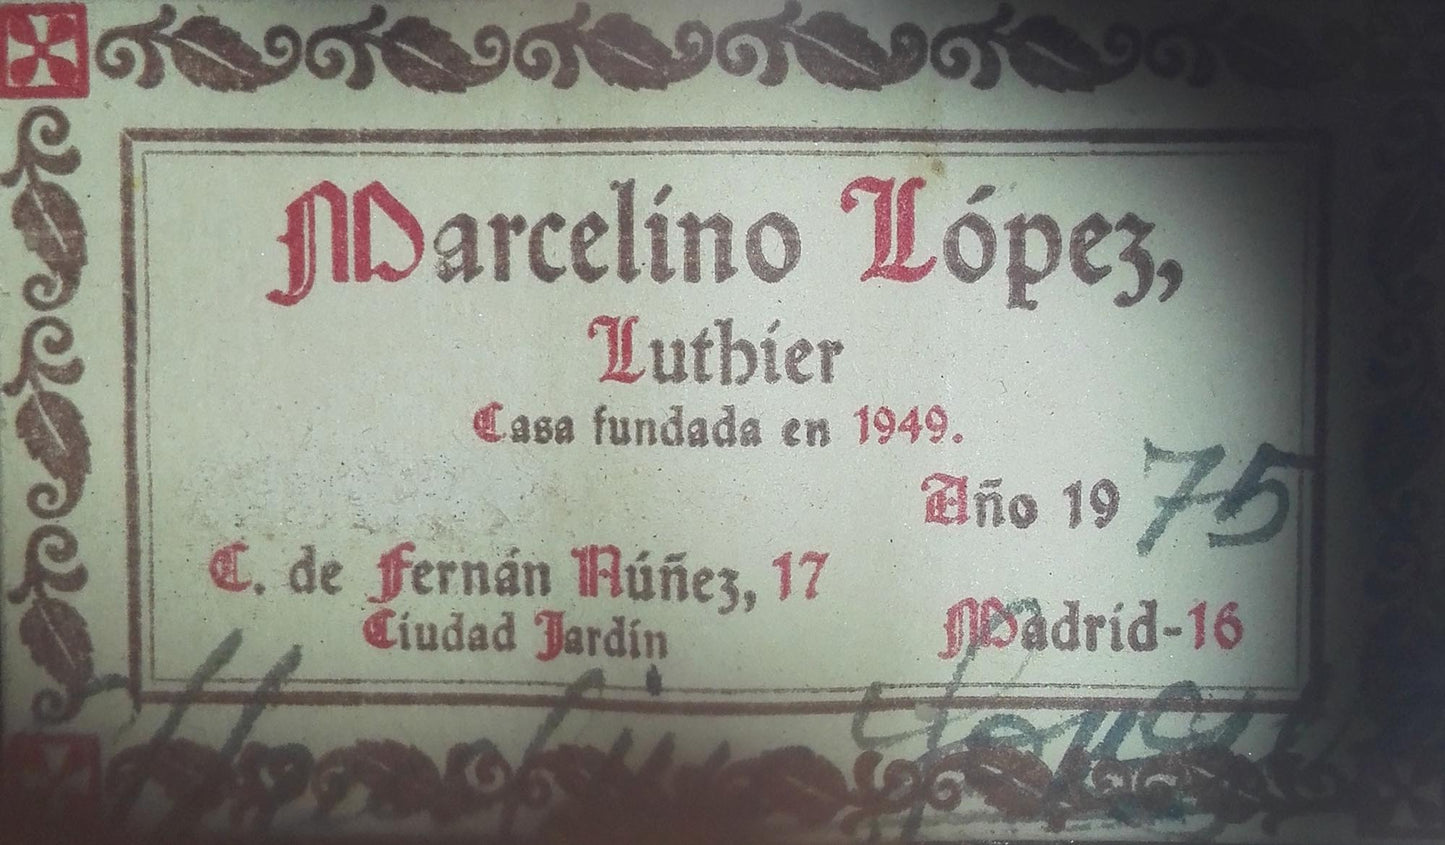 Marcelino López,
Luthier
Casa fundada en 1949.
Año 1975
C. de Fernán Núñez, 17
Ciudad Jardín
Madrid-16